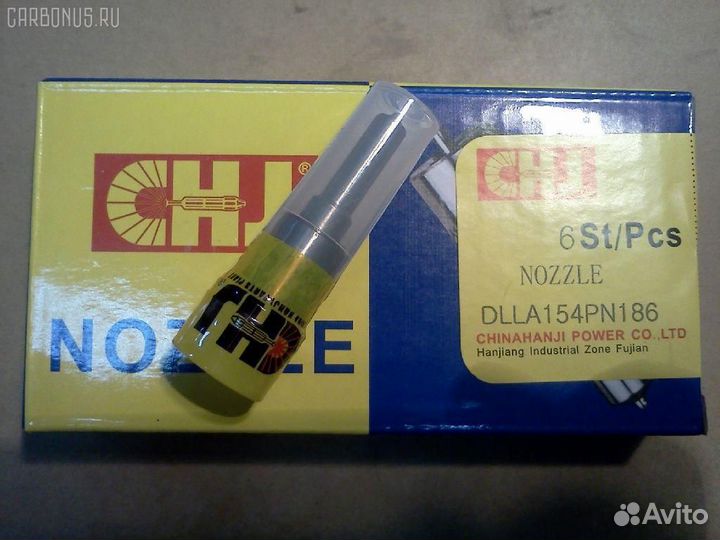 CARBONUS.RU
CHJ®
NOZZLE
CHJ
6 St/Pcs
NOZZLE
DLLA154PN186
CHINAHANJI POWER CO.,LTD
Hanjiang Industrial Zone Fujian
CHJ
Avito